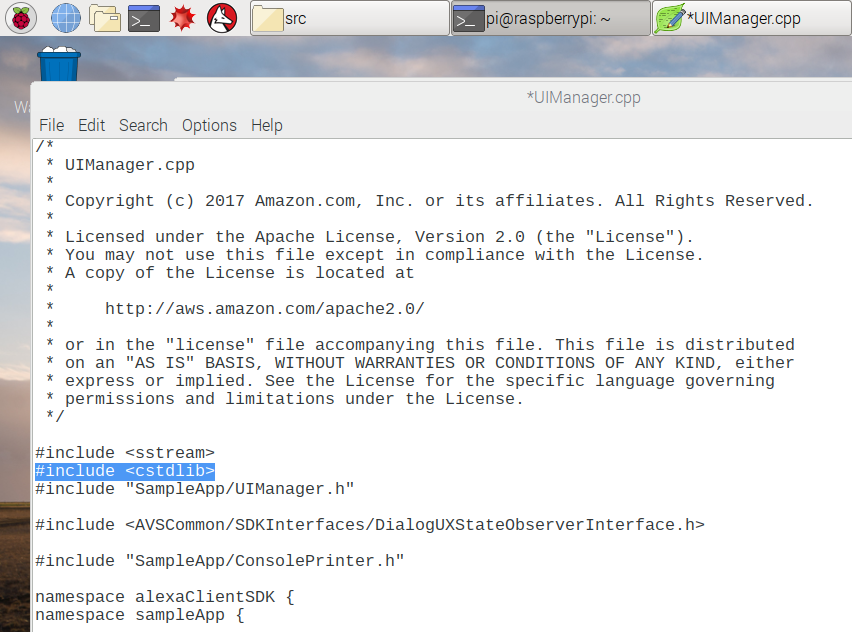 src
pi@raspberrypi: ~
*UIManager.cpp
*UIManager.cpp
File Edit Search Options Help
/*
 * UIManager.cpp
 *
 * Copyright (c) 2017 Amazon.com, Inc. or its affiliates. All Rights Reserved.
 *
 * Licensed under the Apache License, Version 2.0 (the "License").
 * You may not use this file except in compliance with the License.
 * A copy of the License is located at
 *
 *     http://aws.amazon.com/apache2.0/
 *
 * or in the "license" file accompanying this file. This file is distributed
 * on an "AS IS" BASIS, WITHOUT WARRANTIES OR CONDITIONS OF ANY KIND, either
 * express or implied. See the License for the specific language governing
 * permissions and limitations under the License.
 */
#include <sstream>
#include <cstdlib>
#include "SampleApp/UIManager.h"
#include <AVSCommon/SDKInterfaces/DialogUXStateObserverInterface.h>
#include "SampleApp/ConsolePrinter.h"
namespace alexaClientSDK {
namespace sampleApp {